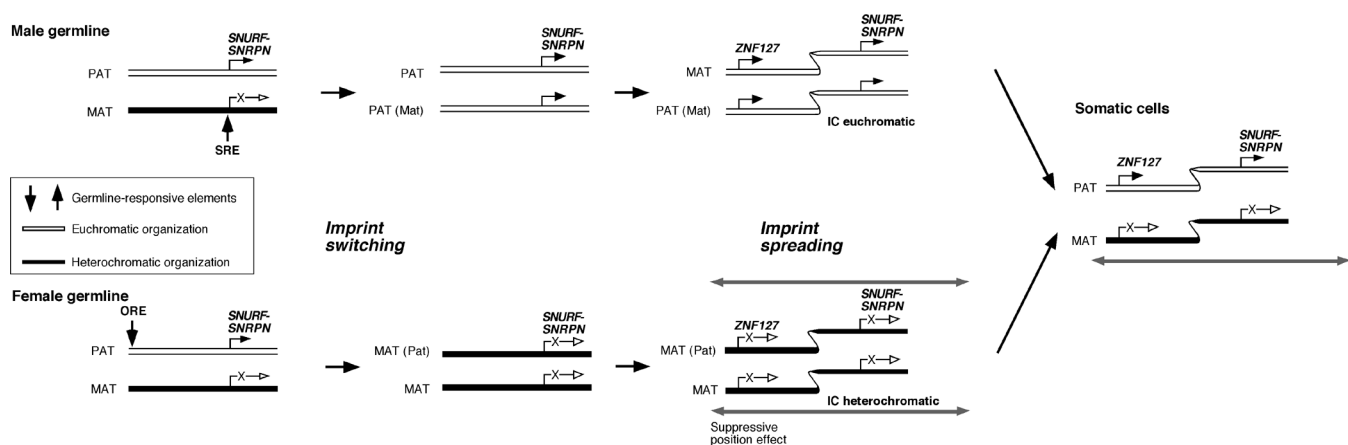 Male germline
SNURF-
SNRPN
PAT
X
MAT
SRE
SNURF-
SNRPN
PAT
PAT (Mat)
SNURF-
SNRPN
ZNF127
MAT
PAT (Mat)
IC euchromatic
Germline-responsive elements
Euchromatic organization
Heterochromatic organization
Imprint
switching
Imprint
spreading
Somatic cells
SNURF-
SNRPN
ZNF127
PAT
X
X
MAT
Female germline
ORE
SNURF-
SNRPN
PAT
X
MAT
SNURF-
SNRPN
X
MAT (Pat)
X
MAT
SNURF-
SNRPN
ZNF127
X
X
MAT (Pat)
X
X
MAT
IC heterochromatic
Suppressive
position effect